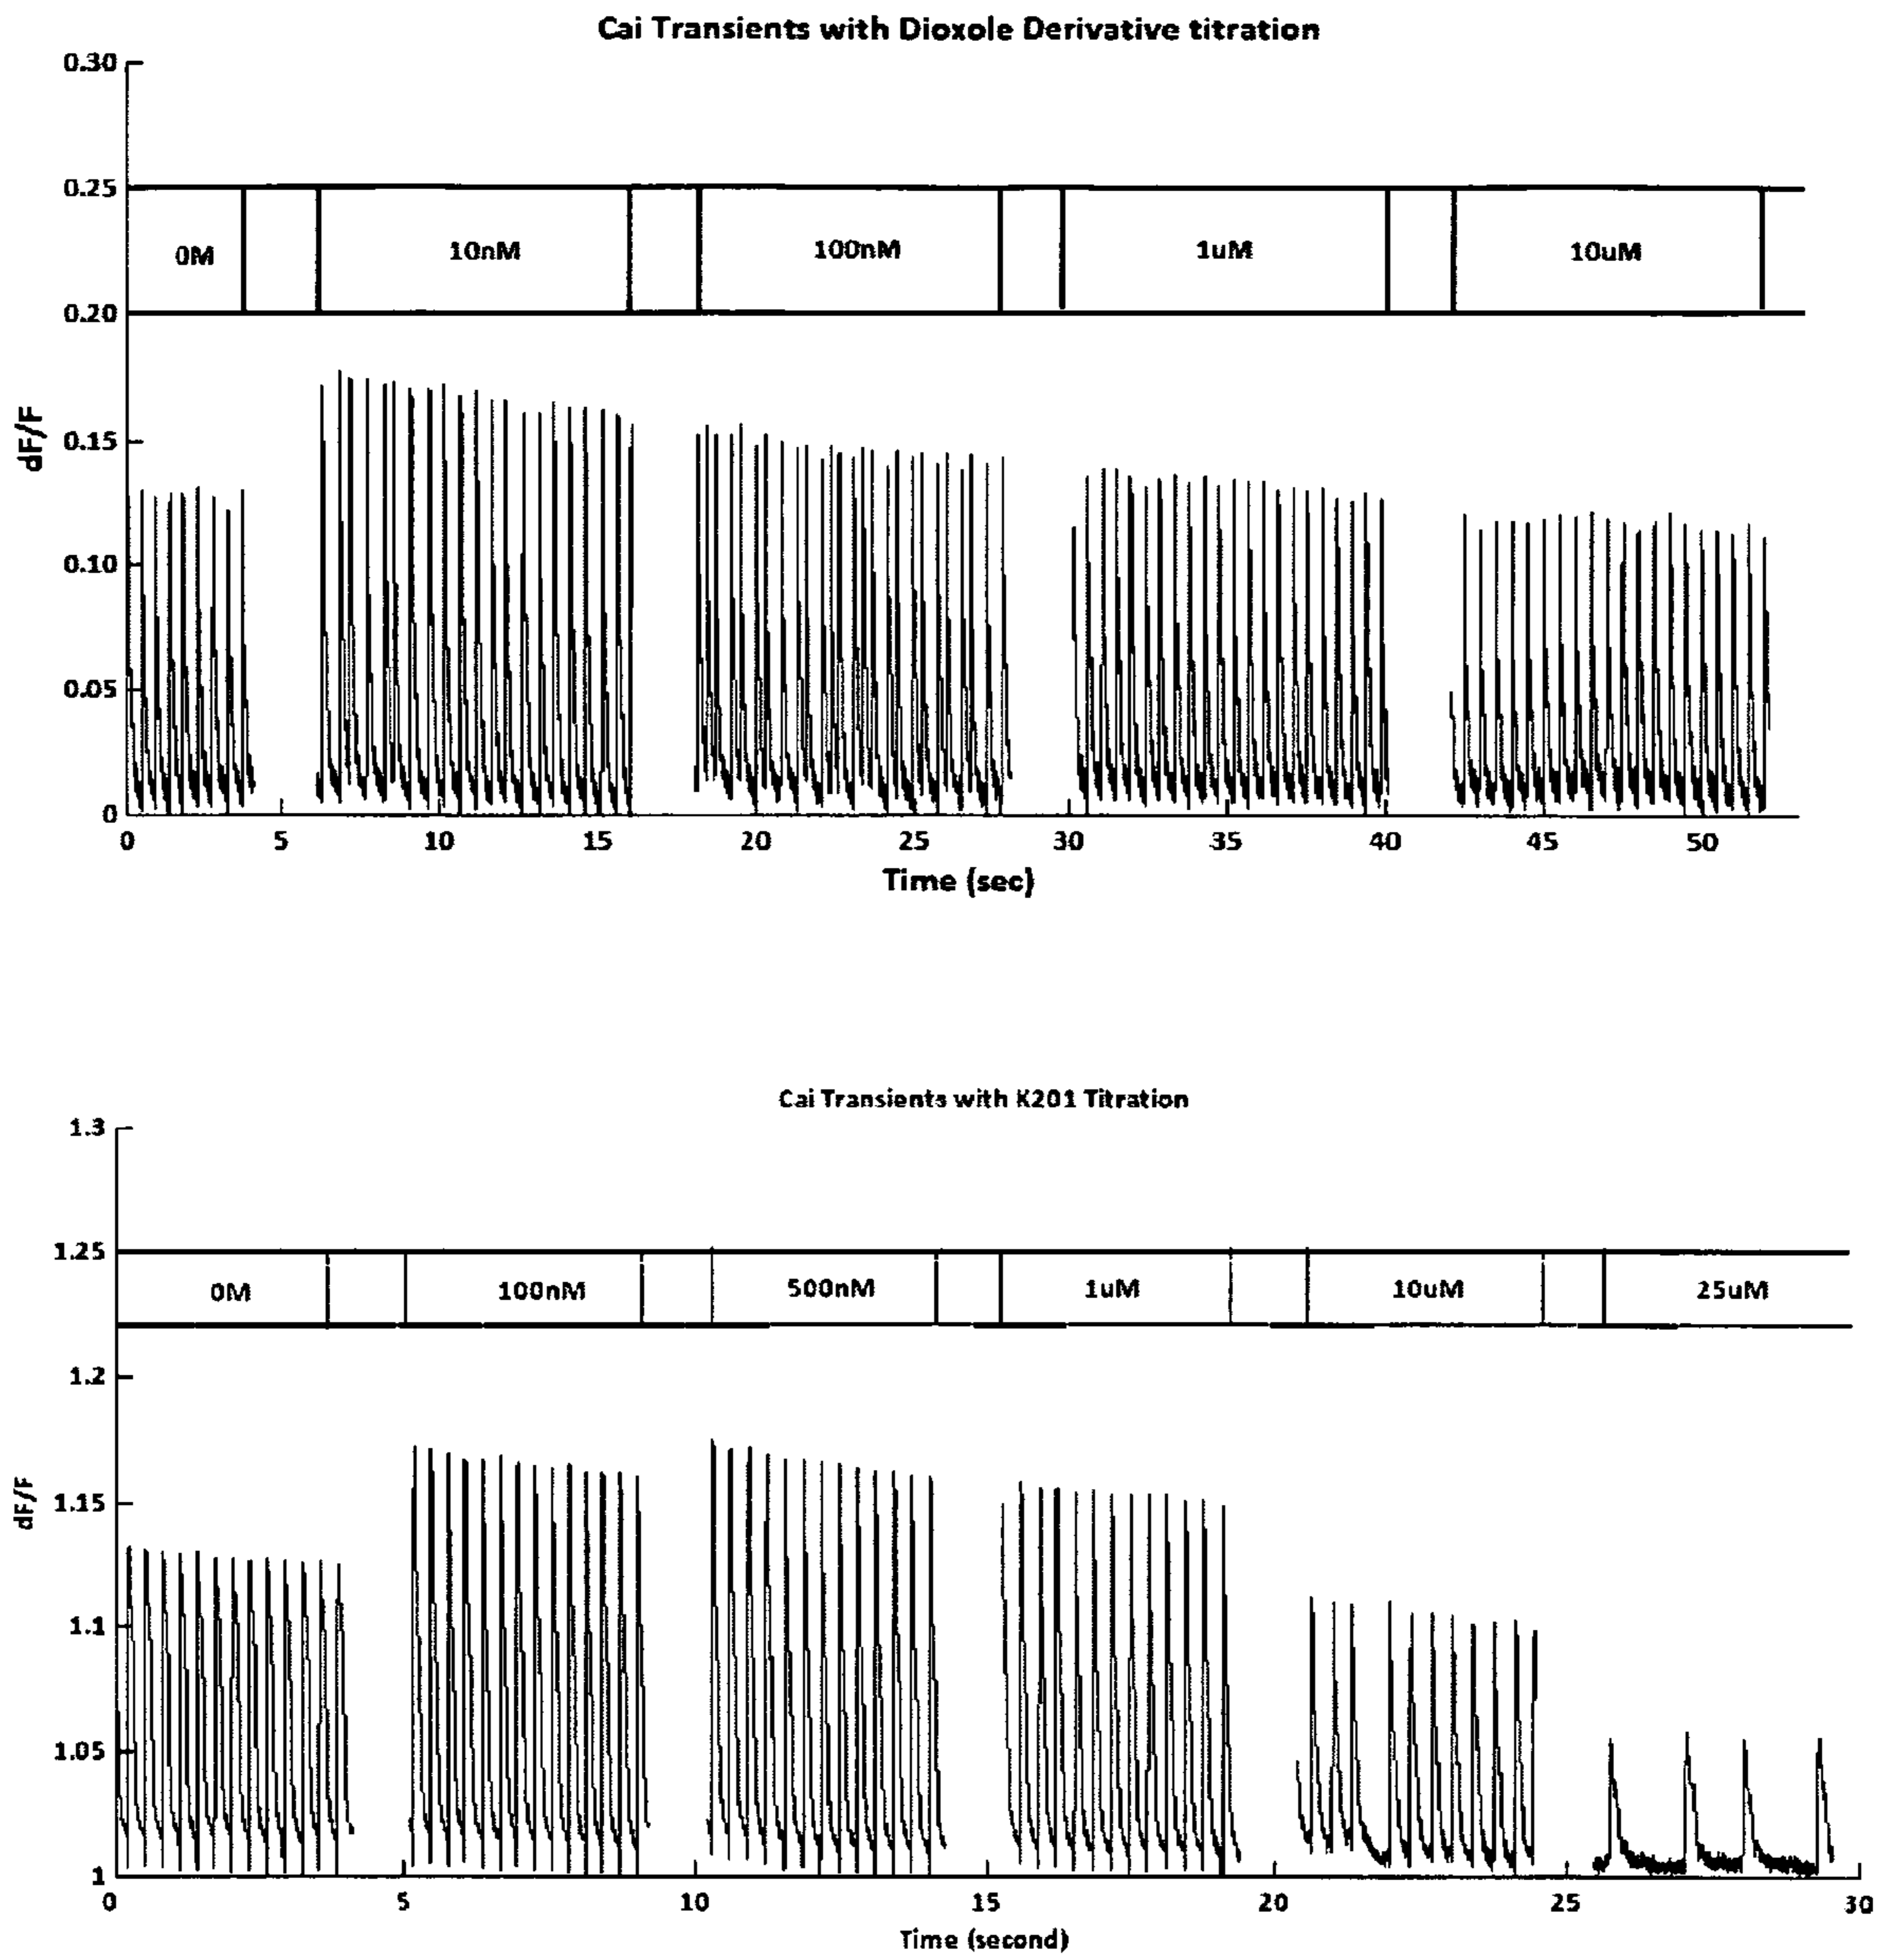 Cai Transients with Dioxole Derivative titration
0.30
0.25
0M 10nM 100nM 1uM 10uM
0.20
dF/F
0.15
0.10
0.05
0
0 5 10 15 20 25 30 35 40 45 50
Time (sec)
Cai Transients with K201 Titration
1.3
1.25
0M 100nM 500nM 1uM 10uM 25uM
1.2
dF/F
1.15
1.1
1.05
1
0 5 10 15 20 25 30
Time (second)